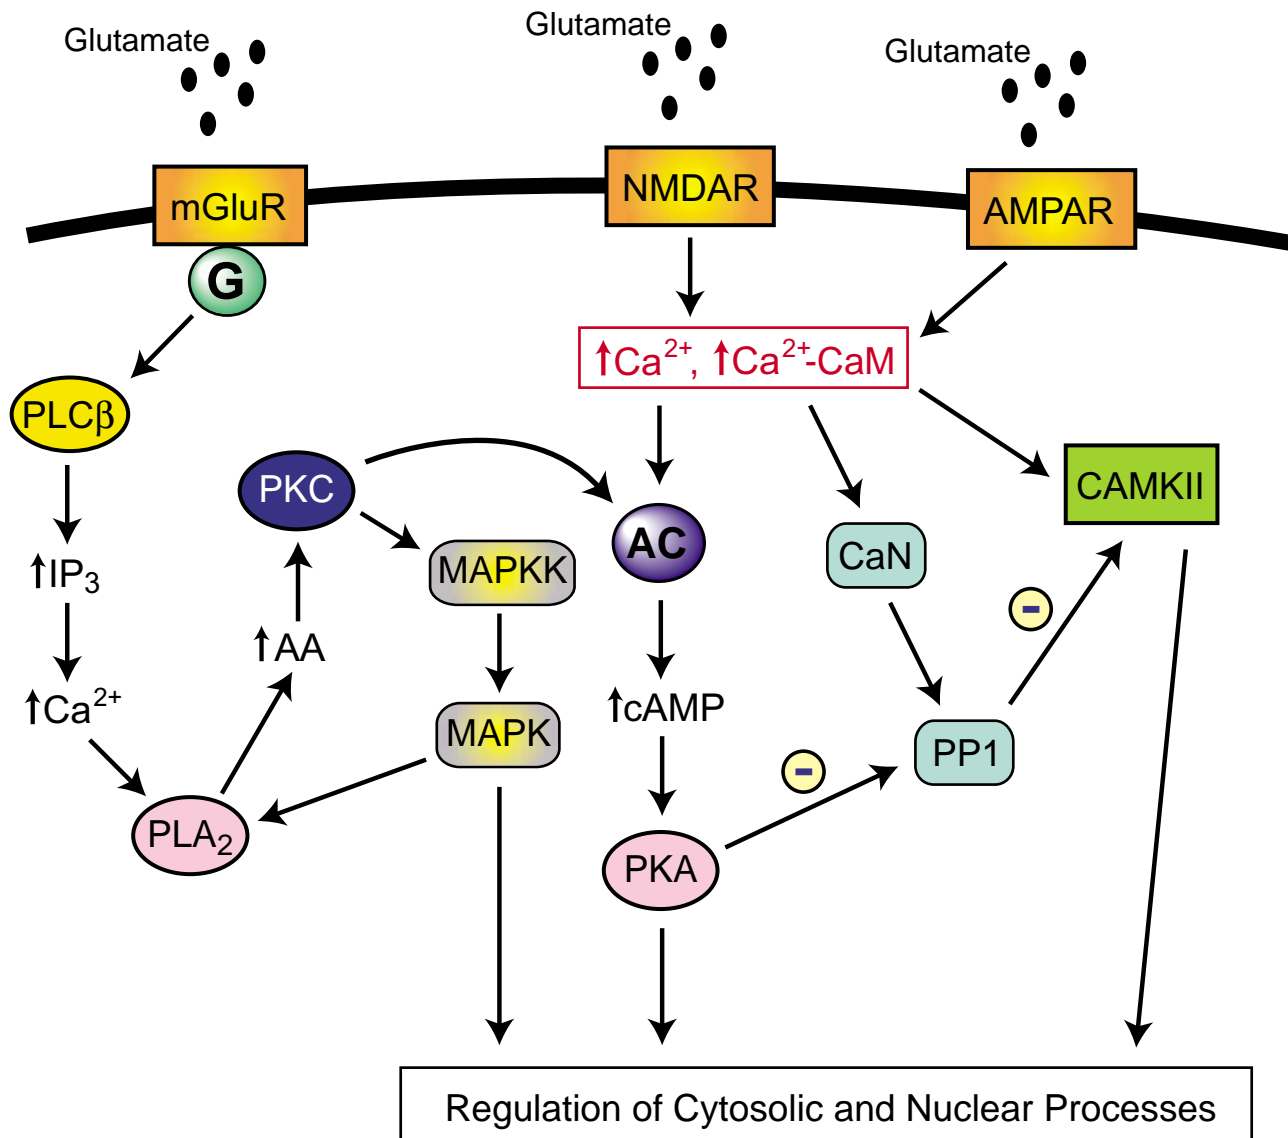 Glutamate
Glutamate
Glutamate
mGluR
NMDAR
AMPAR
G
↑Ca²⁺, ↑Ca²⁺-CaM
PLCβ
PKC
CAMKII
AC
CaN
MAPKK
↑IP₃
↑AA
↑Ca²⁺
MAPK
↑cAMP
PP1
-
-
PLA₂
PKA
Regulation of Cytosolic and Nuclear Processes